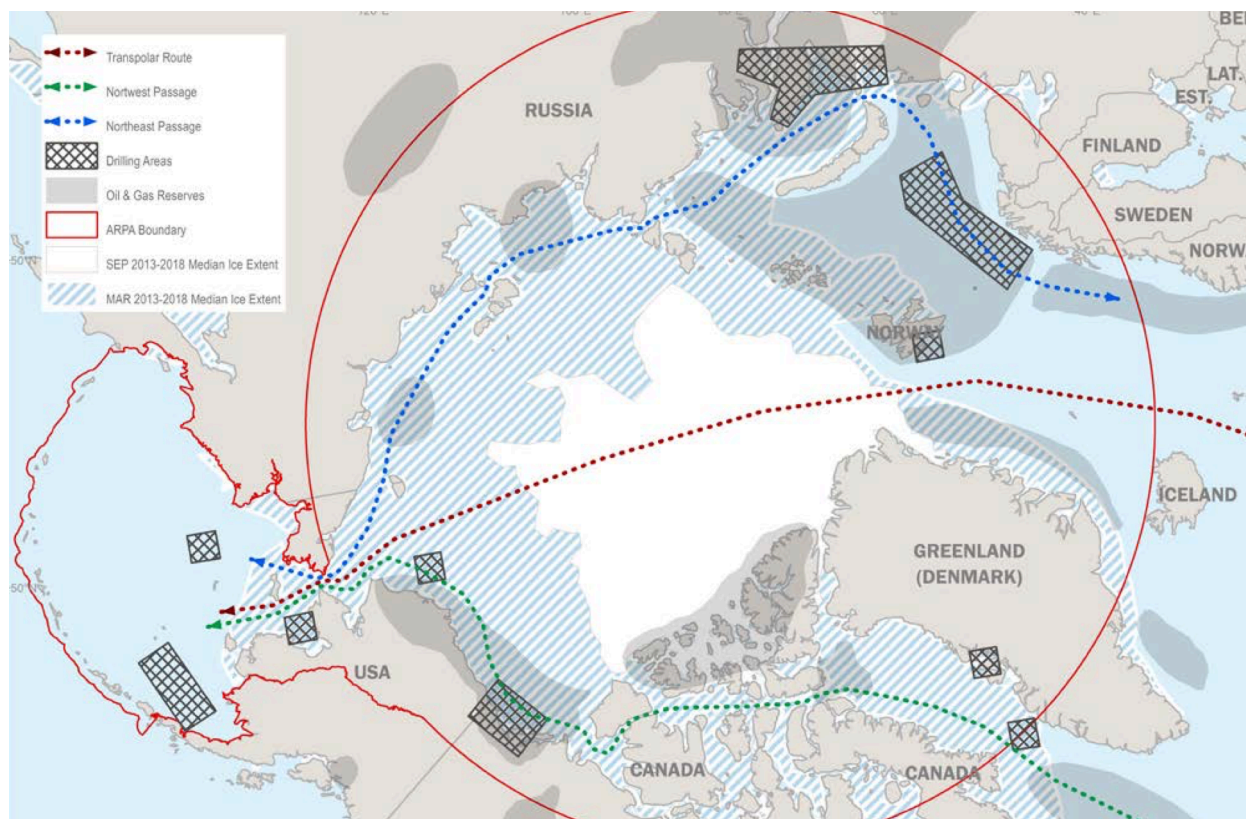 Transpolar Route
Nortwest Passage
Northeast Passage
Drilling Areas
Oil & Gas Reserves
ARPA Boundary
SEP 2013-2018 Median Ice Extent
MAR 2013-2018 Median Ice Extent
RUSSIA
LAT.
EST.
FINLAND
SWEDEN
NORW
50°N
NORWAY
ICELAND
GREENLAND
(DENMARK)
50°N
USA
CANADA
CANADA